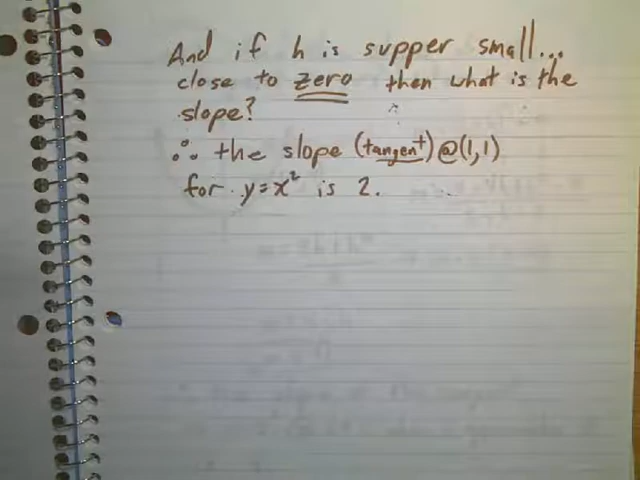 And if h is supper small...
close to zero then what is the
slope?
∴ the slope (tangent) @(1,1)
for y=x² is 2.